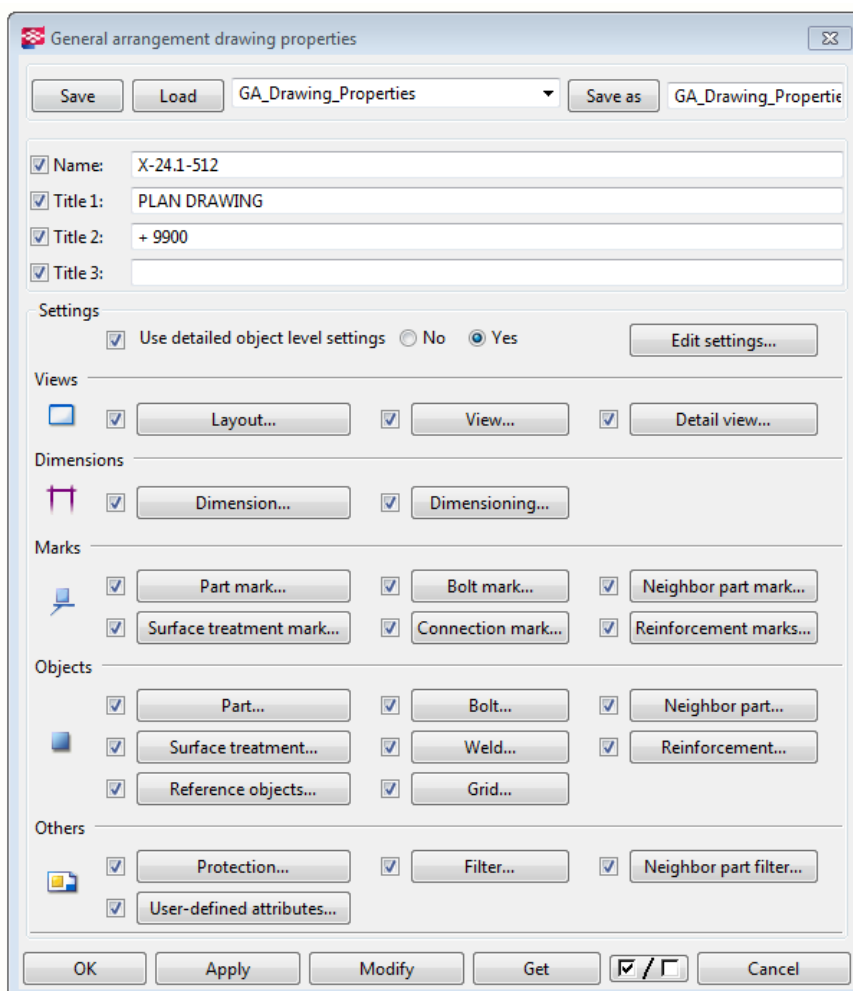 General arrangement drawing properties
Save Load GA_Drawing_Properties Save as GA_Drawing_Propertie
Name: X-24.1-512
Title 1: PLAN DRAWING
Title 2: + 9900
Title 3:
Settings
Use detailed object level settings No Yes Edit settings...
Views
Layout... View... Detail view...
Dimensions
Dimension... Dimensioning...
Marks
Part mark... Bolt mark... Neighbor part mark...
Surface treatment mark... Connection mark... Reinforcement marks...
Objects
Part... Bolt... Neighbor part...
Surface treatment... Weld... Reinforcement...
Reference objects... Grid...
Others
Protection... Filter... Neighbor part filter...
User-defined attributes...
OK Apply Modify Get / Cancel